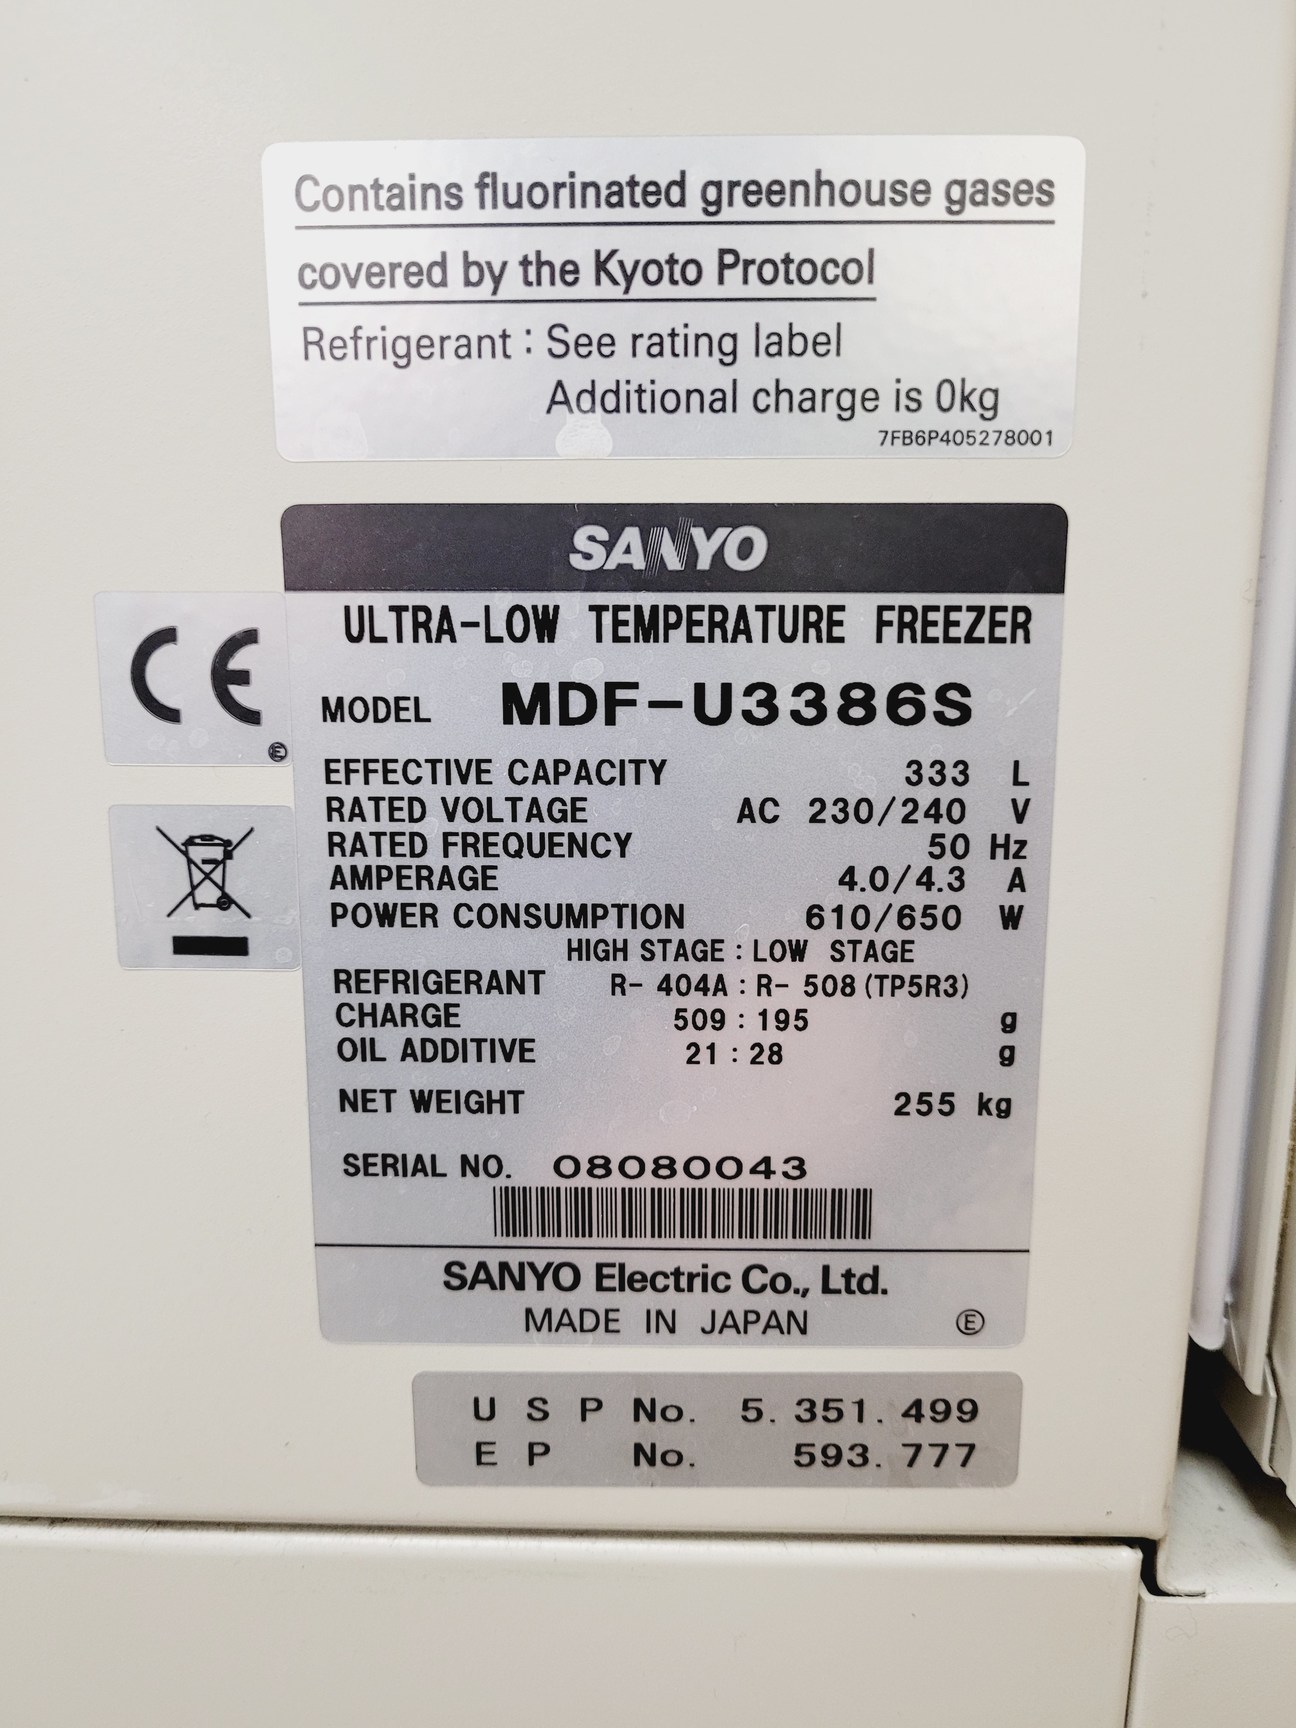 Contains fluorinated greenhouse gases
covered by the Kyoto Protocol
Refrigerant : See rating label
Additional charge is 0kg
7FB6P405278001
SANYO
ULTRA-LOW TEMPERATURE FREEZER
CE
Ⓔ
MODEL MDF-U3386S
EFFECTIVE CAPACITY 333 L
RATED VOLTAGE AC 230/240 V
RATED FREQUENCY 50 Hz
AMPERAGE 4.0/4.3 A
POWER CONSUMPTION 610/650 W
HIGH STAGE : LOW STAGE
REFRIGERANT R- 404A : R- 508 (TP5R3)
CHARGE 509 : 195 g
OIL ADDITIVE 21 : 28 g
NET WEIGHT 255 kg
SERIAL NO. 08080043
SANYO Electric Co., Ltd.
MADE IN JAPAN Ⓔ
U S P No. 5. 351. 499
E P No. 593. 777